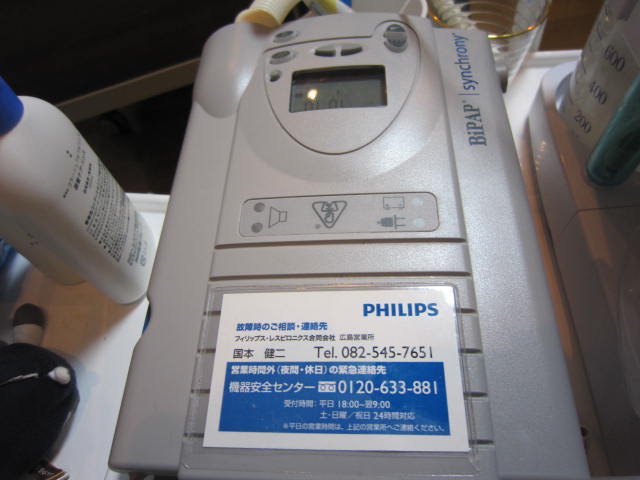 BiPAP® | synchrony®
600
400
200
PHILIPS
故障時のご相談・連絡先
フィリップス・レスピロニクス合同会社 広島営業所
国本 健二 Tel. 082-545-7651
営業時間外(夜間・休日)の緊急連絡先
機器安全センター 0120-633-881
受付時間:平日 18:00~翌9:00
土・日曜/祝日 24時間対応
※平日の営業時間は、上記の営業所へご連絡ください。